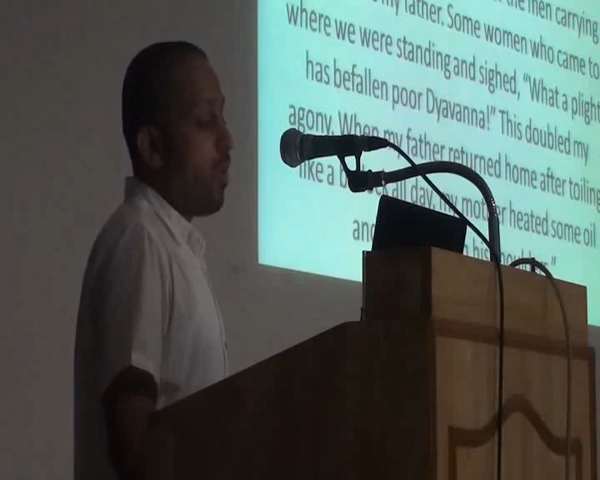 my father. Some women who came to
where we were standing and sighed, "What a plight
has befallen poor Dyavanna!" This doubled my
agony. When my father returned home after toiling
like a all day, my mother heated some oil
and